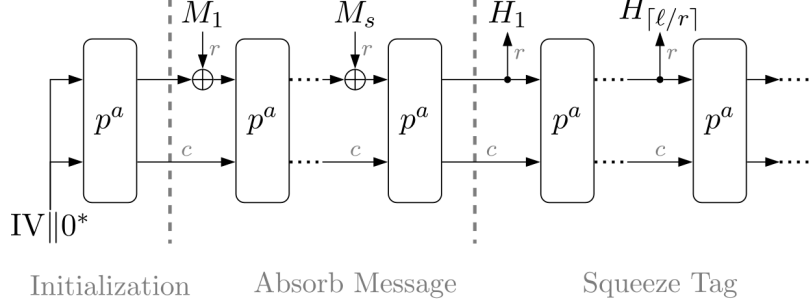 M₁ Mₛ H₁ H⌈ℓ/r⌉
r r r r
pᵃ pᵃ pᵃ pᵃ pᵃ
c c c c
IV‖0*
Initialization Absorb Message Squeeze Tag